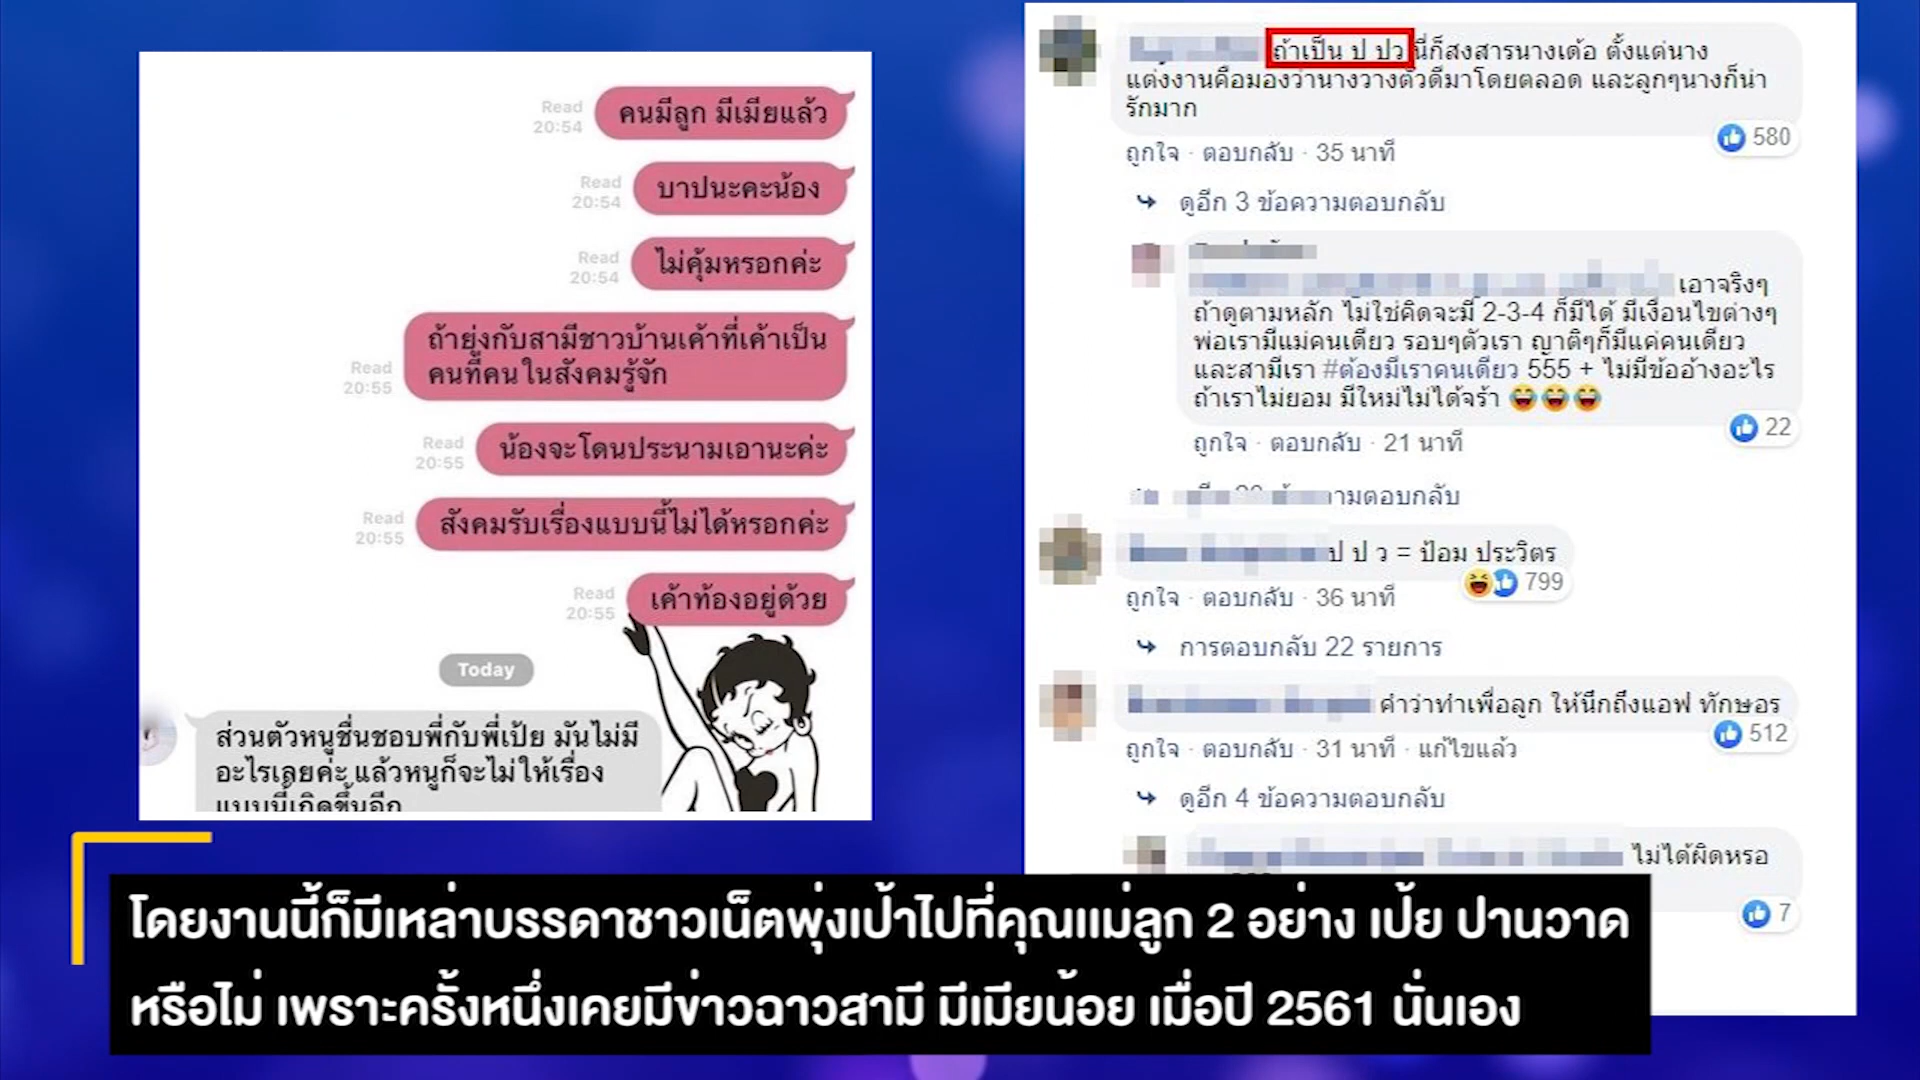 Read
20:54
คนมีลูก มีเมียแล้ว
Read
20:54
บาปนะคะน้อง
Read
20:54
ไม่คุ้มหรอกค่ะ
Read
20:55
ถ้ายุ่งกับสามีชาวบ้านเค้าที่เค้าเป็น
คนที่คนในสังคมรู้จัก
Read
20:55
น้องจะโดนประนามเอานะค่ะ
Read
20:55
สังคมรับเรื่องแบบนี้ไม่ได้หรอกค่ะ
Read
20:55
เค้าท้องอยู่ด้วย
Today
ส่วนตัวหนูชื่นชอบพี่กับพี่เป้ย มันไม่มี
อะไรเลยค่ะ แล้วหนูก็จะไม่ให้เรื่อง
แบบนี้เกิดขึ้นอีก
ถ้าเป็น ป ปว นี่ก็สงสารนางเด้อ ตั้งแต่นาง
แต่งงานคือมองว่านางวางตัวดีมาโดยตลอด และลูกๆนางก็น่า
รักมาก
580
ถูกใจ · ตอบกลับ · 35 นาที
ดูอีก 3 ข้อความตอบกลับ
เอาจริงๆ
ถ้าดูตามหลัก ไม่ใช่คิดจะมี 2-3-4 ก็มีได้ มีเงื่อนไขต่างๆ
พ่อเรามีแม่คนเดียว รอบๆตัวเรา ญาติๆก็มีแค่คนเดียว
และสามีเรา #ต้องมีเราคนเดียว 555 + ไม่มีข้ออ้างอะไร
ถ้าเราไม่ยอม มีใหม่ไม่ได้จร้า 😂😂😂
22
ถูกใจ · ตอบกลับ · 21 นาที
ามตอบกลับ
ป ป ว = ป้อม ประวิตร
799
ถูกใจ · ตอบกลับ · 36 นาที
การตอบกลับ 22 รายการ
คำว่าทำเพื่อลูก ให้นึกถึงแอฟ ทักษอร
512
ถูกใจ · ตอบกลับ · 31 นาที · แก้ไขแล้ว
ดูอีก 4 ข้อความตอบกลับ
ไม่ได้ผิดหรอ
7
โดยงานนี้ก็มีเหล่าบรรดาชาวเน็ตพุ่งเป้าไปที่คุณแม่ลูก 2 อย่าง เป้ย ปานวาด
หรือไม่ เพราะครั้งหนึ่งเคยมีข่าวฉาวสามี มีเมียน้อย เมื่อปี 2561 นั่นเอง